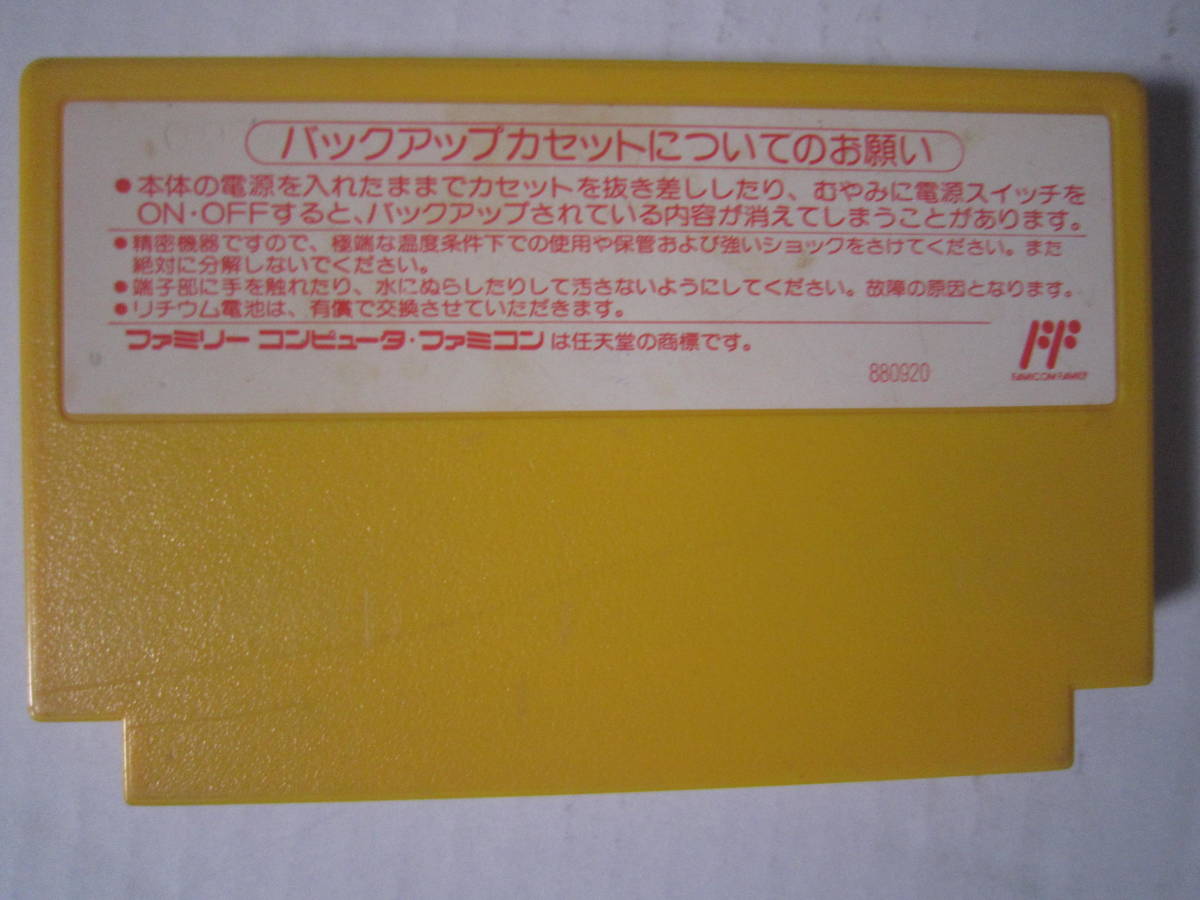 バックアップカセットについてのお願い
●本体の電源を入れたままでカセットを抜き差ししたり、むやみに電源スイッチを
ON・OFFすると、バックアップされている内容が消えてしまうことがあります。
●精密機器ですので、極端な温度条件下での使用や保管および強いショックをさけてください。また
絶対に分解しないでください。
●端子部に手を触れたり、水にぬらしたりして汚さないようにしてください。故障の原因となります。
●リチウム電池は、有償で交換させていただきます。
ファミリーコンピュータ・ファミコンは任天堂の商標です。
880920
FAMICOM FAMILY